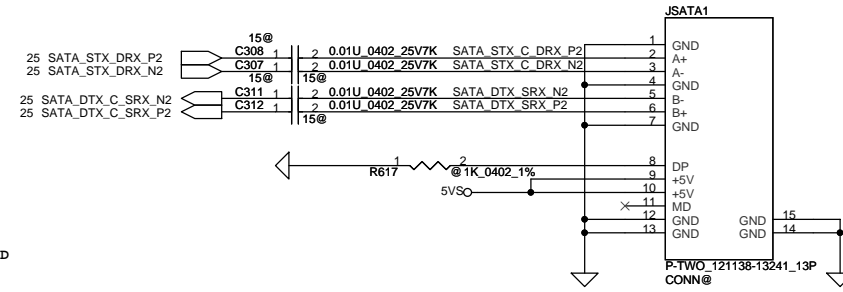 JSATA1
15@
25 SATA_STX_DRX_P2 C308 1 2 0.01U_0402_25V7K SATA_STX_C_DRX_P2
25 SATA_STX_DRX_N2 C307 1 2 0.01U_0402_25V7K SATA_STX_C_DRX_N2
15@ 15@
25 SATA_DTX_C_SRX_N2 C311 1 2 0.01U_0402_25V7K SATA_DTX_SRX_N2
25 SATA_DTX_C_SRX_P2 C312 1 2 0.01U_0402_25V7K SATA_DTX_SRX_P2
15@
1 GND
2 A+
3 A-
4 GND
5 B-
6 B+
7 GND
R617 1 2 @1K_0402_1%
5VS
8 DP
9 +5V
10 +5V
11 MD
12 GND GND 15
13 GND GND 14
D
P-TWO_121138-13241_13P
CONN@